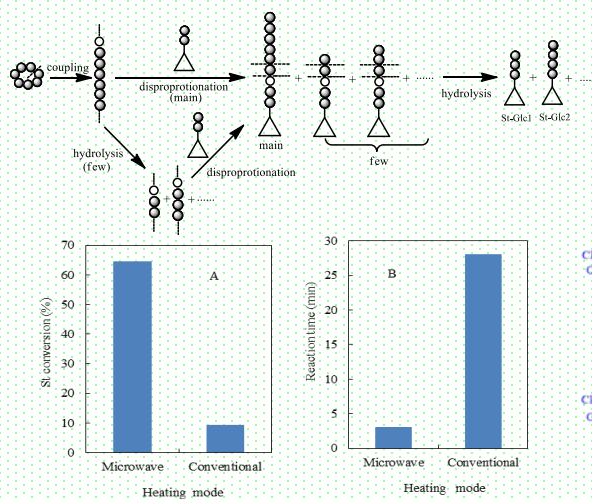 coupling
disproprotionation
(main)
hydrolysis
(few)
disproprotionation
main
few
hydrolysis
St-Glc1
St-Glc2
+
+
+
......
+
+
......
+
+
....
A
70
60
50
40
30
20
10
0
St conversion (%)
Microwave
Conventional
Heating mode
B
30
25
20
15
10
5
0
Reaction time (min)
Microwave
Conventional
Heating mode